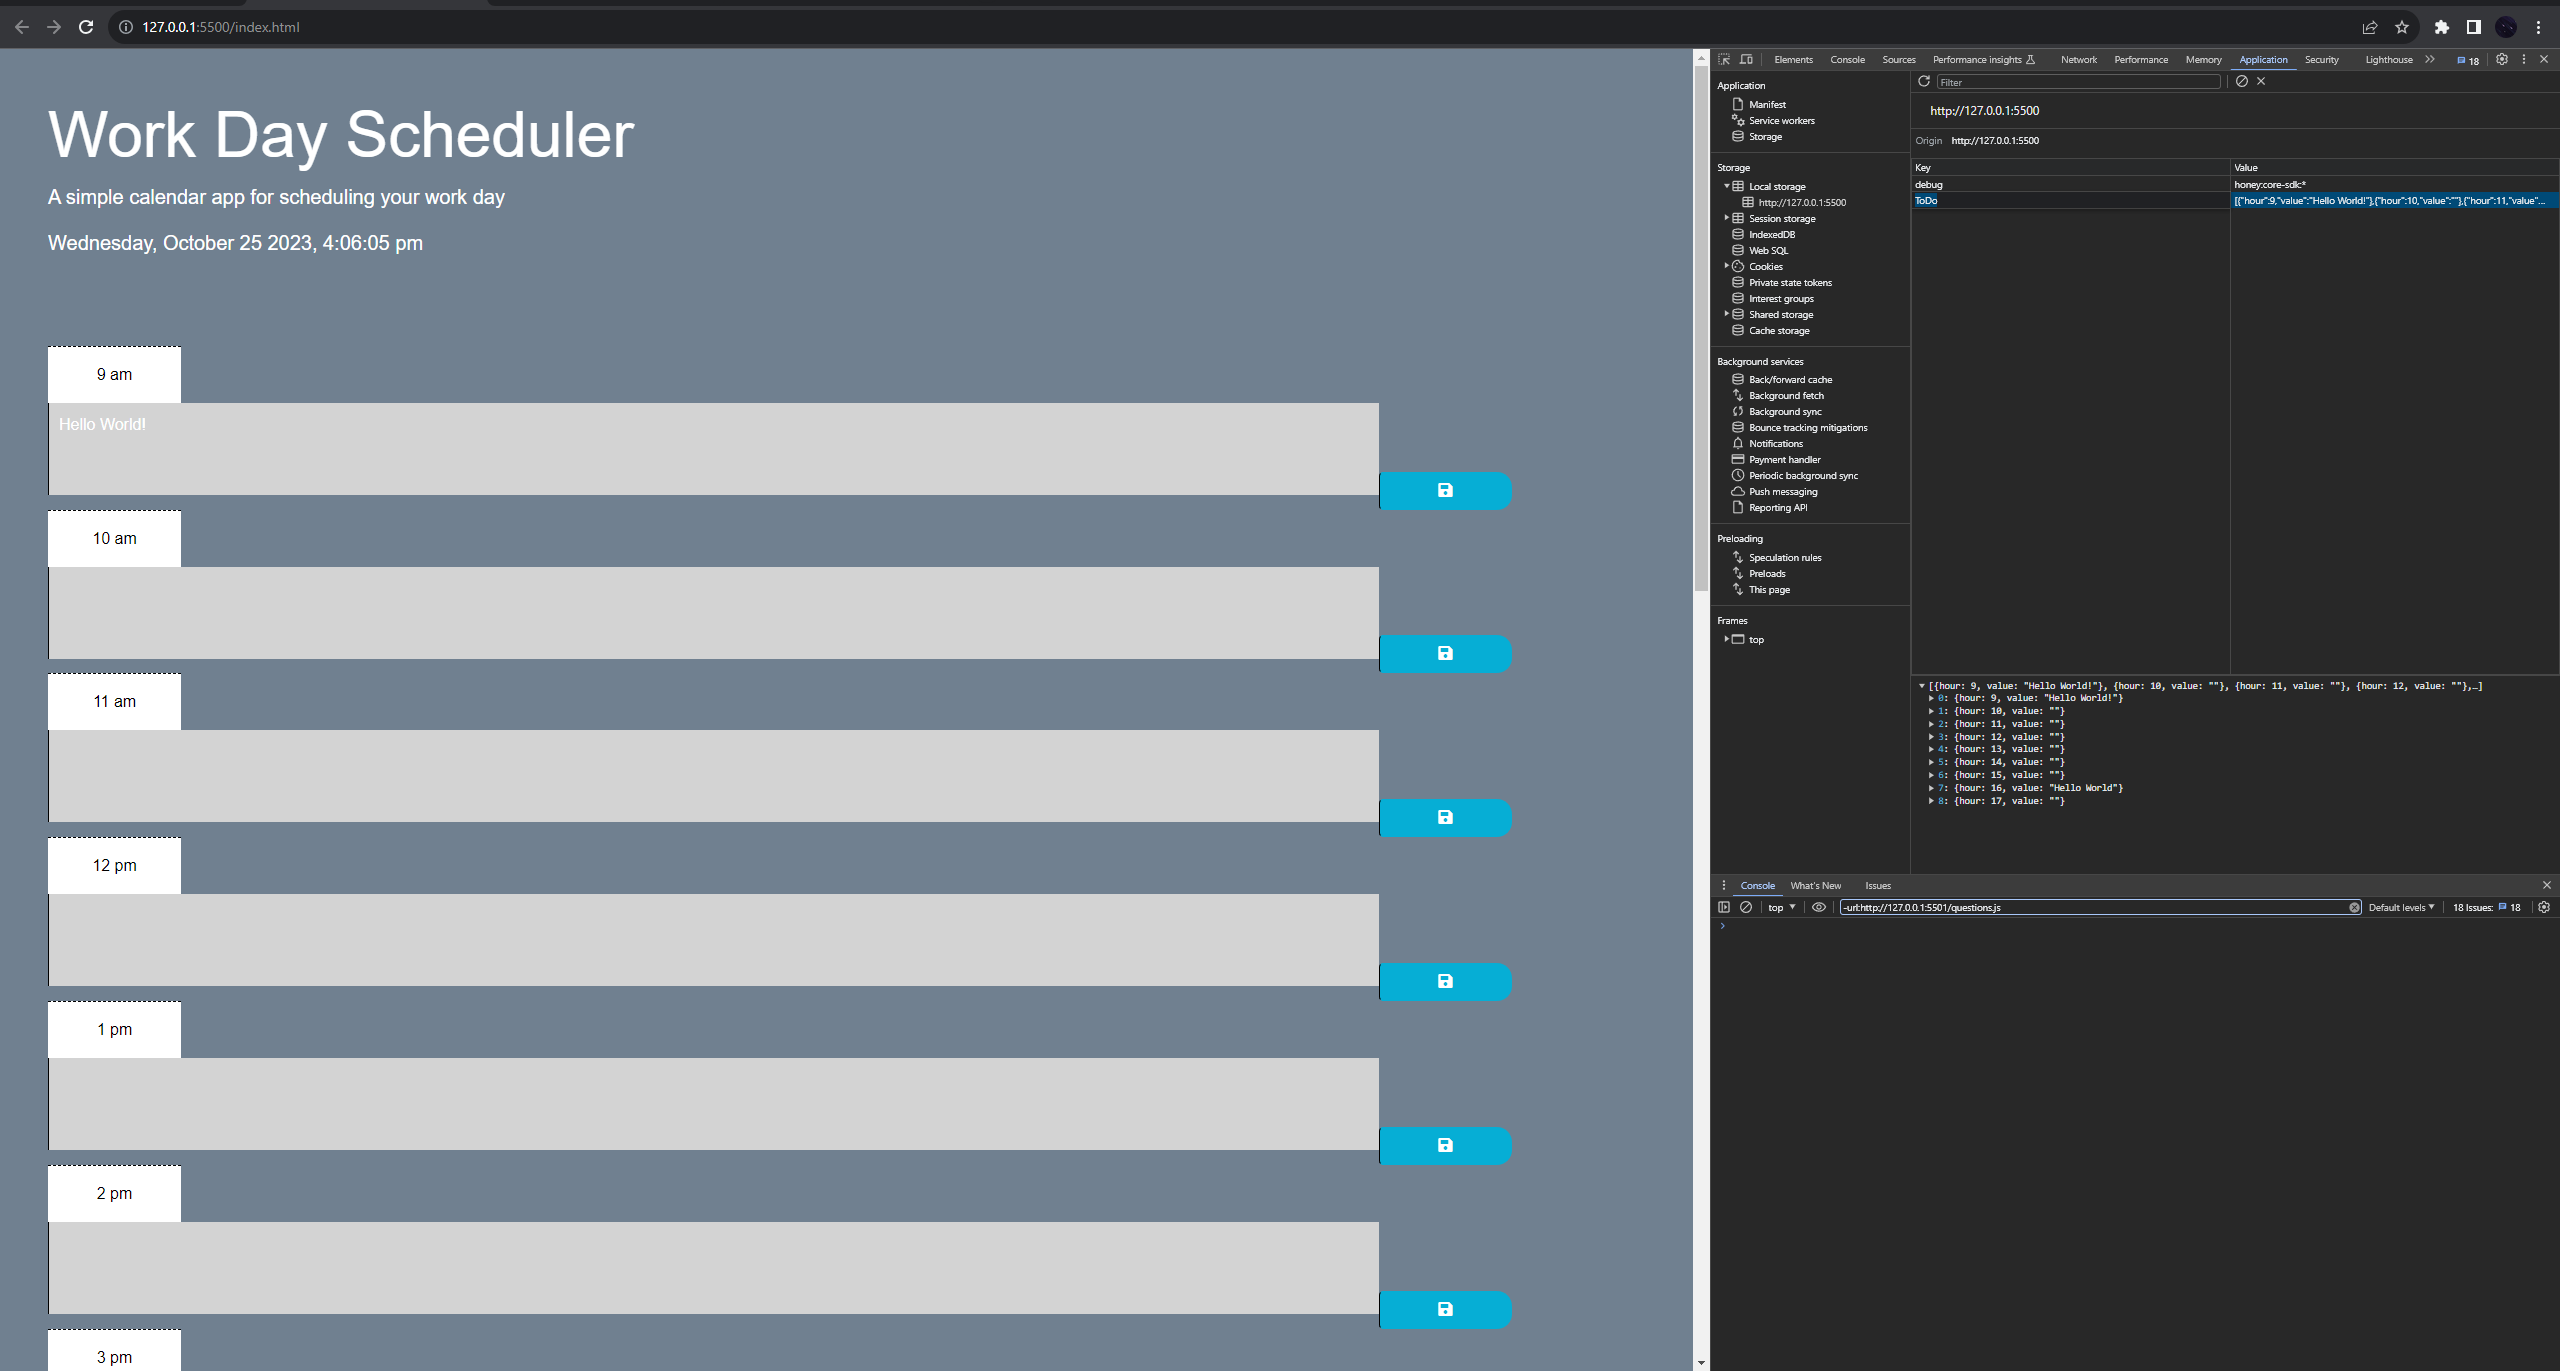 127.0.0.1:5500/index.html
Work Day Scheduler
A simple calendar app for scheduling your work day
Wednesday, October 25 2023, 4:06:05 pm
9 am
Hello World!
10 am
11 am
12 pm
1 pm
2 pm
3 pm
Elements Console Sources Performance insights Network Performance Memory Application Security Lighthouse 18
Application
Manifest
Service workers
Storage
Storage
Local storage
http://127.0.0.1:5500
Session storage
IndexedDB
Web SQL
Cookies
Private state tokens
Interest groups
Shared storage
Cache storage
Background services
Back/forward cache
Background fetch
Background sync
Bounce tracking mitigations
Notifications
Payment handler
Periodic background sync
Push messaging
Reporting API
Preloading
Speculation rules
Preloads
This page
Frames
top
Filter
http://127.0.0.1:5500
Origin http://127.0.0.1:5500
Key Value
debug honey:core-sdk:*
ToDo [{"hour":9,"value":"Hello World!"},{"hour":10,"value":""},{"hour":11,"value"...
[{hour: 9, value: "Hello World!"}, {hour: 10, value: ""}, {hour: 11, value: ""}, {hour: 12, value: ""},…]
0: {hour: 9, value: "Hello World!"}
1: {hour: 10, value: ""}
2: {hour: 11, value: ""}
3: {hour: 12, value: ""}
4: {hour: 13, value: ""}
5: {hour: 14, value: ""}
6: {hour: 15, value: ""}
7: {hour: 16, value: "Hello World"}
8: {hour: 17, value: ""}
Console What's New Issues
top -url:http://127.0.0.1:5501/questions.js Default levels 18 Issues: 18